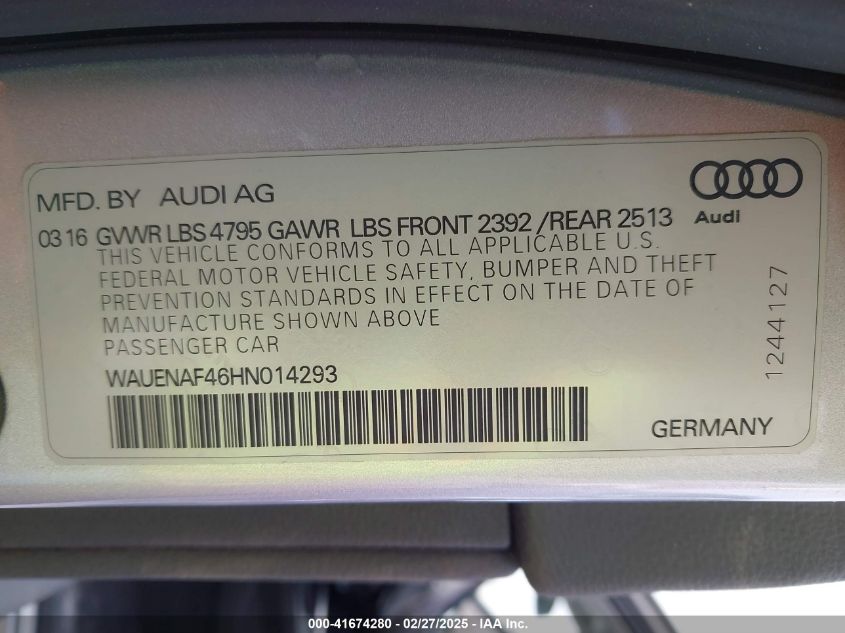 MFD. BY AUDI AG
Audi
03 16 GVWR LBS 4795 GAWR LBS FRONT 2392 /REAR 2513
THIS VEHICLE CONFORMS TO ALL APPLICABLE U.S.
FEDERAL MOTOR VEHICLE SAFETY, BUMPER AND THEFT
PREVENTION STANDARDS IN EFFECT ON THE DATE OF
MANUFACTURE SHOWN ABOVE
PASSENGER CAR
WAUENAF46HN014293
GERMANY
1244127
000-41674280 - 02/27/2025 - IAA Inc.